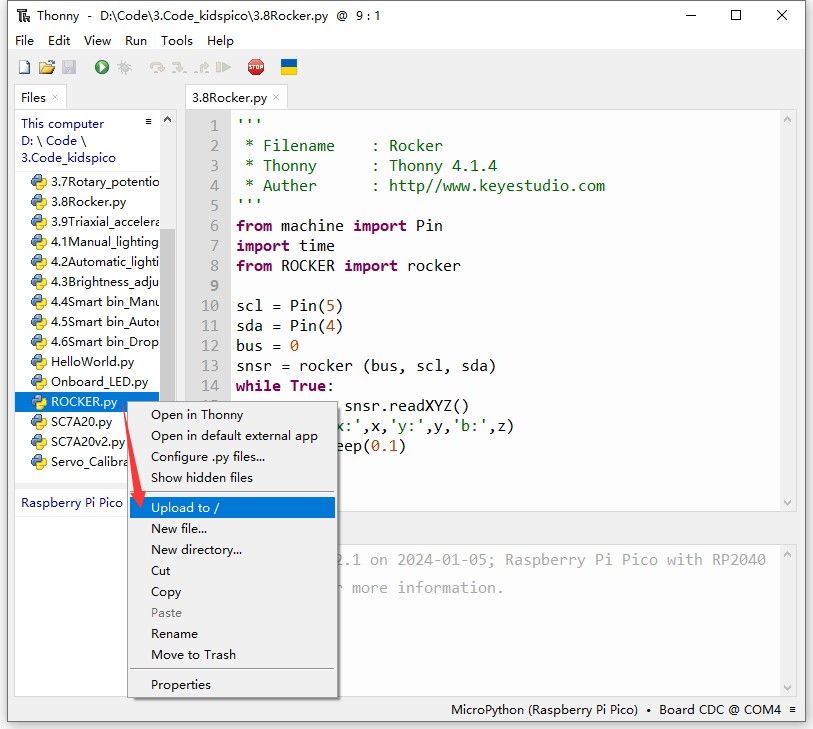 Thonny - D:\Code\3.Code_kidspico\3.8Rocker.py @ 9 : 1
File Edit View Run Tools Help
STOP
Files
3.8Rocker.py
This computer
D: \ Code \
3.Code_kidspico
3.7Rotary_potentio
3.8Rocker.py
3.9Triaxial_accelera
4.1Manual_lighting
4.2Automatic_lighti
4.3Brightness_adju
4.4Smart bin_Manu
4.5Smart bin_Autor
4.6Smart bin_Drop
HelloWorld.py
Onboard_LED.py
ROCKER.py
SC7A20.py
SC7A20v2.py
Servo_Calibra
Raspberry Pi Pico
1 '''
2 * Filename : Rocker
3 * Thonny : Thonny 4.1.4
4 * Auther : http//www.keyestudio.com
5 '''
6 from machine import Pin
7 import time
8 from ROCKER import rocker
9
10 scl = Pin(5)
11 sda = Pin(4)
12 bus = 0
13 snsr = rocker (bus, scl, sda)
14 while True:
snsr.readXYZ()
x:',x,'y:',y,'b:',z)
eep(0.1)
Open in Thonny
Open in default external app
Configure .py files...
Show hidden files
Upload to /
New file...
New directory...
Cut
Copy
Paste
Rename
Move to Trash
Properties
2.1 on 2024-01-05; Raspberry Pi Pico with RP2040
r more information.
MicroPython (Raspberry Pi Pico) • Board CDC @ COM4 ≡